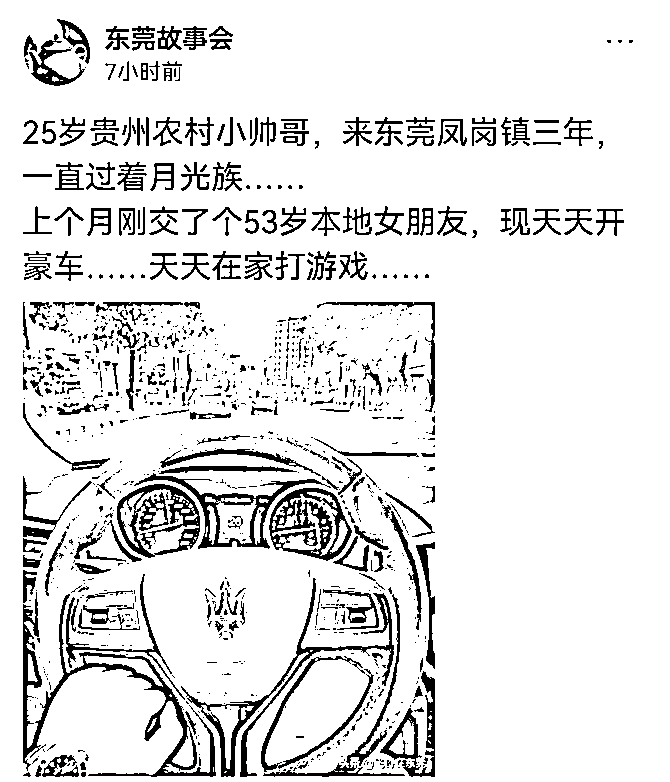 东莞故事会
7小时前
25岁贵州农村小帅哥，来东莞凤岗镇三年，
一直过着月光族……
上个月刚交了个53岁本地女朋友，现天天开
豪车……天天在家打游戏……